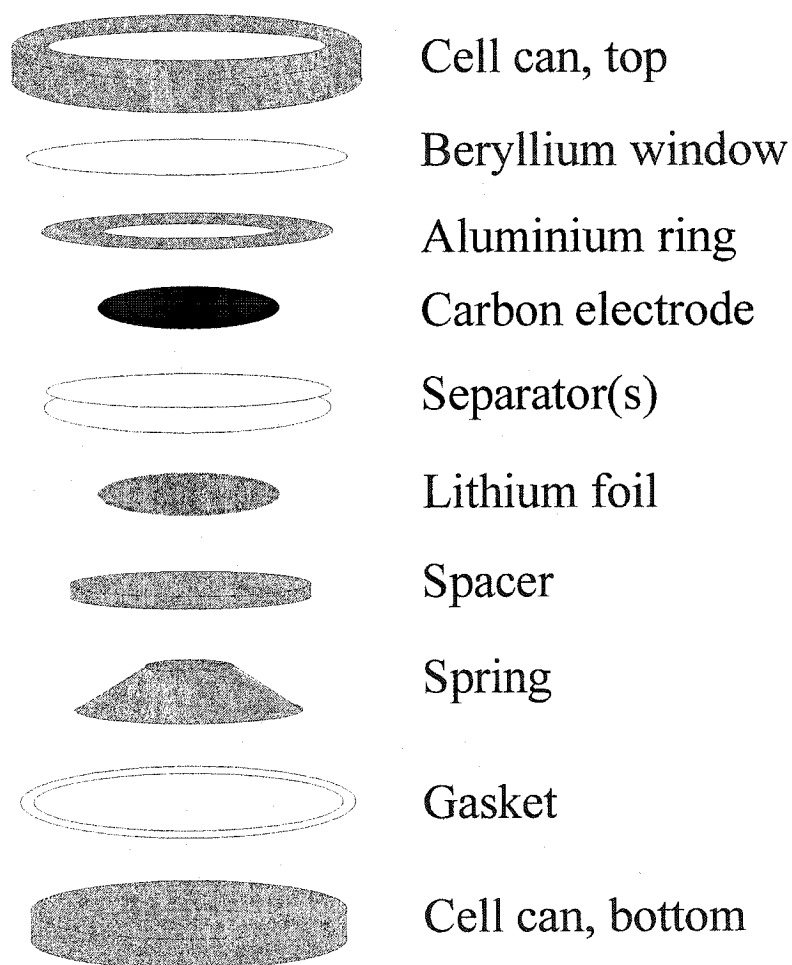 Cell can, top
Beryllium window
Aluminium ring
Carbon electrode
Separator(s)
Lithium foil
Spacer
Spring
Gasket
Cell can, bottom